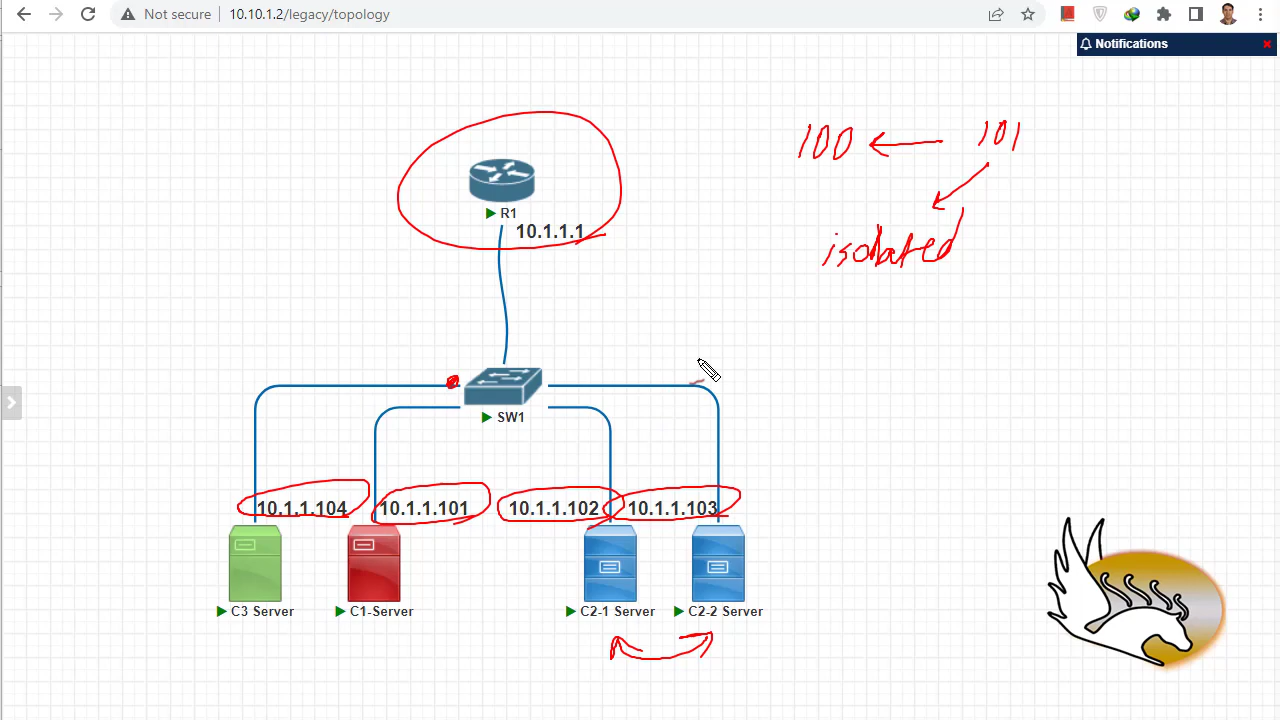 Not secure
10.10.1.2/legacy/topology
Notifications
100 ← 101
isolated
R1
10.1.1.1
SW1
10.1.1.104
10.1.1.101
10.1.1.102
10.1.1.103
C3 Server
C1-Server
C2-1 Server
C2-2 Server